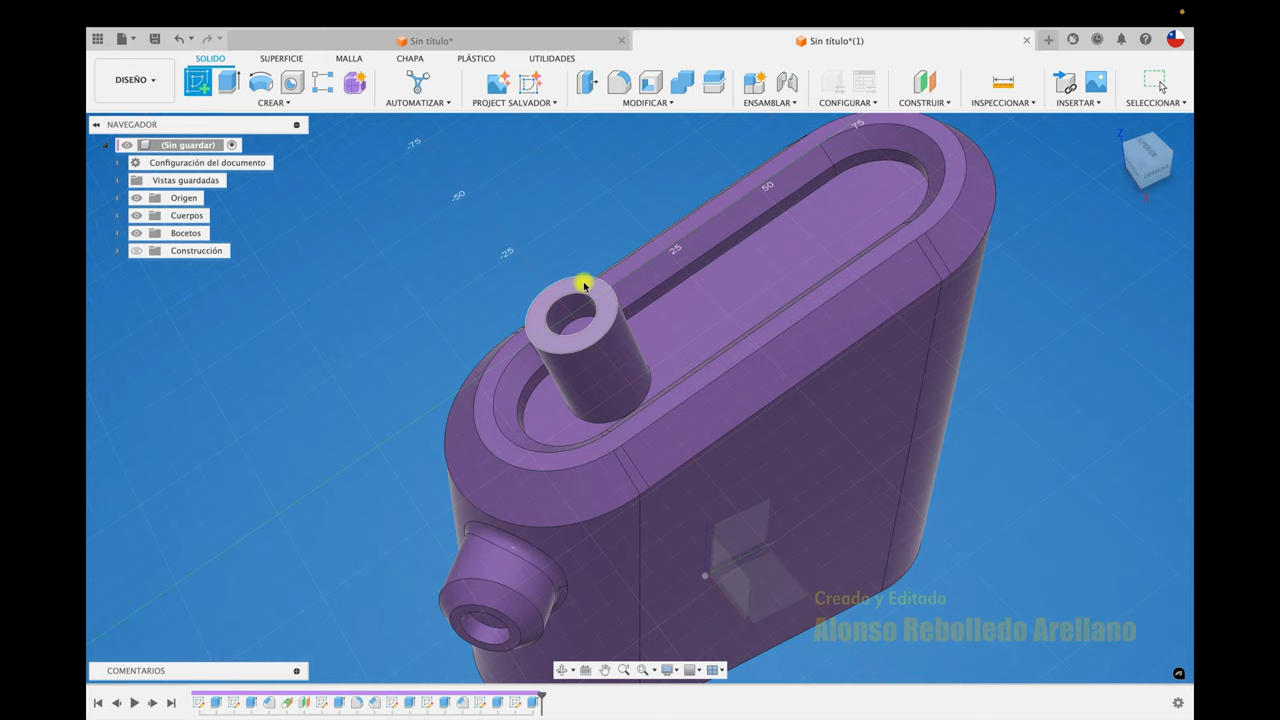 Sin título*
Sin título*(1)
SOLIDO
SUPERFICIE
MALLA
CHAPA
PLÁSTICO
UTILIDADES
DISEÑO
CREAR
AUTOMATIZAR
PROJECT SALVADOR
MODIFICAR
ENSAMBLAR
CONFIGURAR
CONSTRUIR
INSPECCIONAR
INSERTAR
SELECCIONAR
NAVEGADOR
(Sin guardar)
Configuración del documento
Vistas guardadas
Origen
Cuerpos
Bocetos
Construcción
-75
-50
-25
25
50
75
Z
Creado y Editado
Alonso Rebolledo Arellano
COMENTARIOS